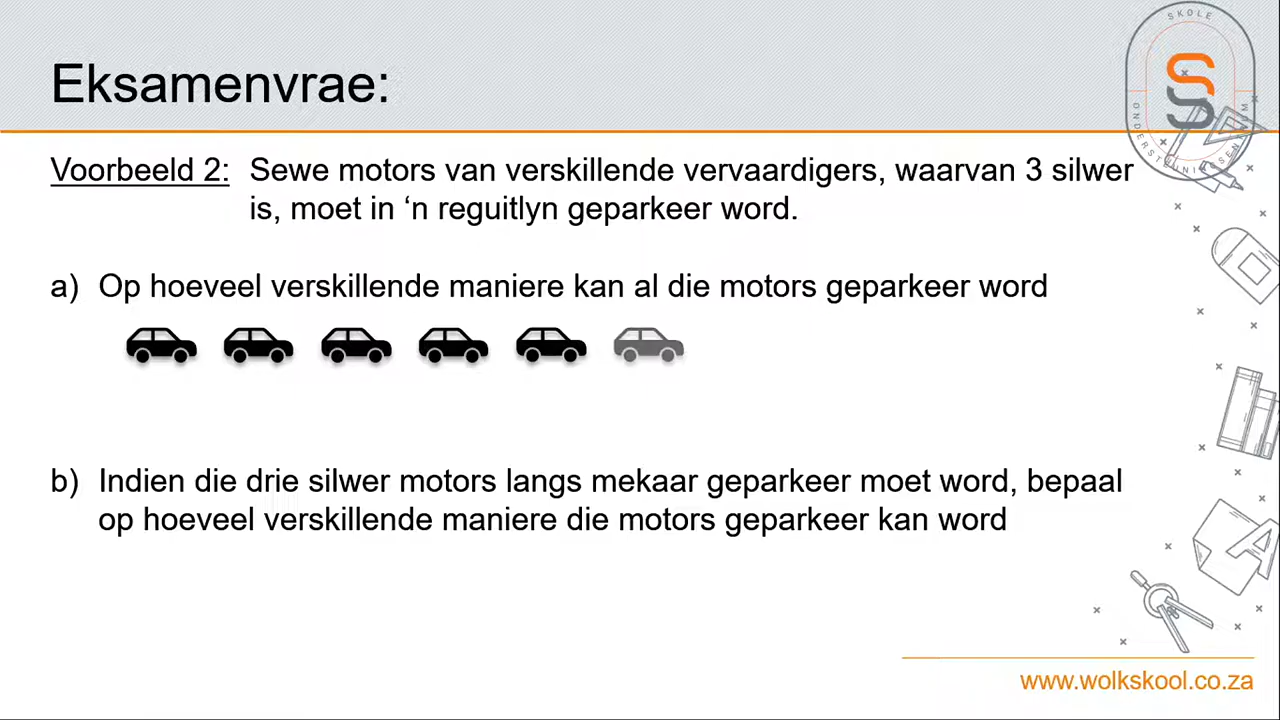 SKOLE
Eksamenvrae:
Voorbeeld 2: Sewe motors van verskillende vervaardigers, waarvan 3 silwer
is, moet in ‘n reguitlyn geparkeer word.
a) Op hoeveel verskillende maniere kan al die motors geparkeer word
b) Indien die drie silwer motors langs mekaar geparkeer moet word, bepaal
op hoeveel verskillende maniere die motors geparkeer kan word
www.wolkskool.co.za